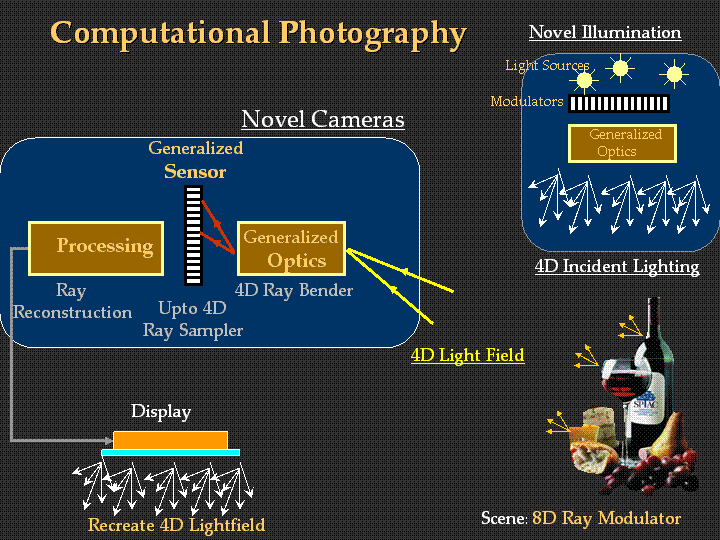 Computational Photography
Novel Illumination
Light Sources
Modulators
Generalized
Optics
4D Incident Lighting
Novel Cameras
Generalized
Sensor
Processing
Generalized
Optics
Ray
Reconstruction
Upto 4D
Ray Sampler
4D Ray Bender
4D Light Field
Display
Recreate 4D Lightfield
Scene: 8D Ray Modulator